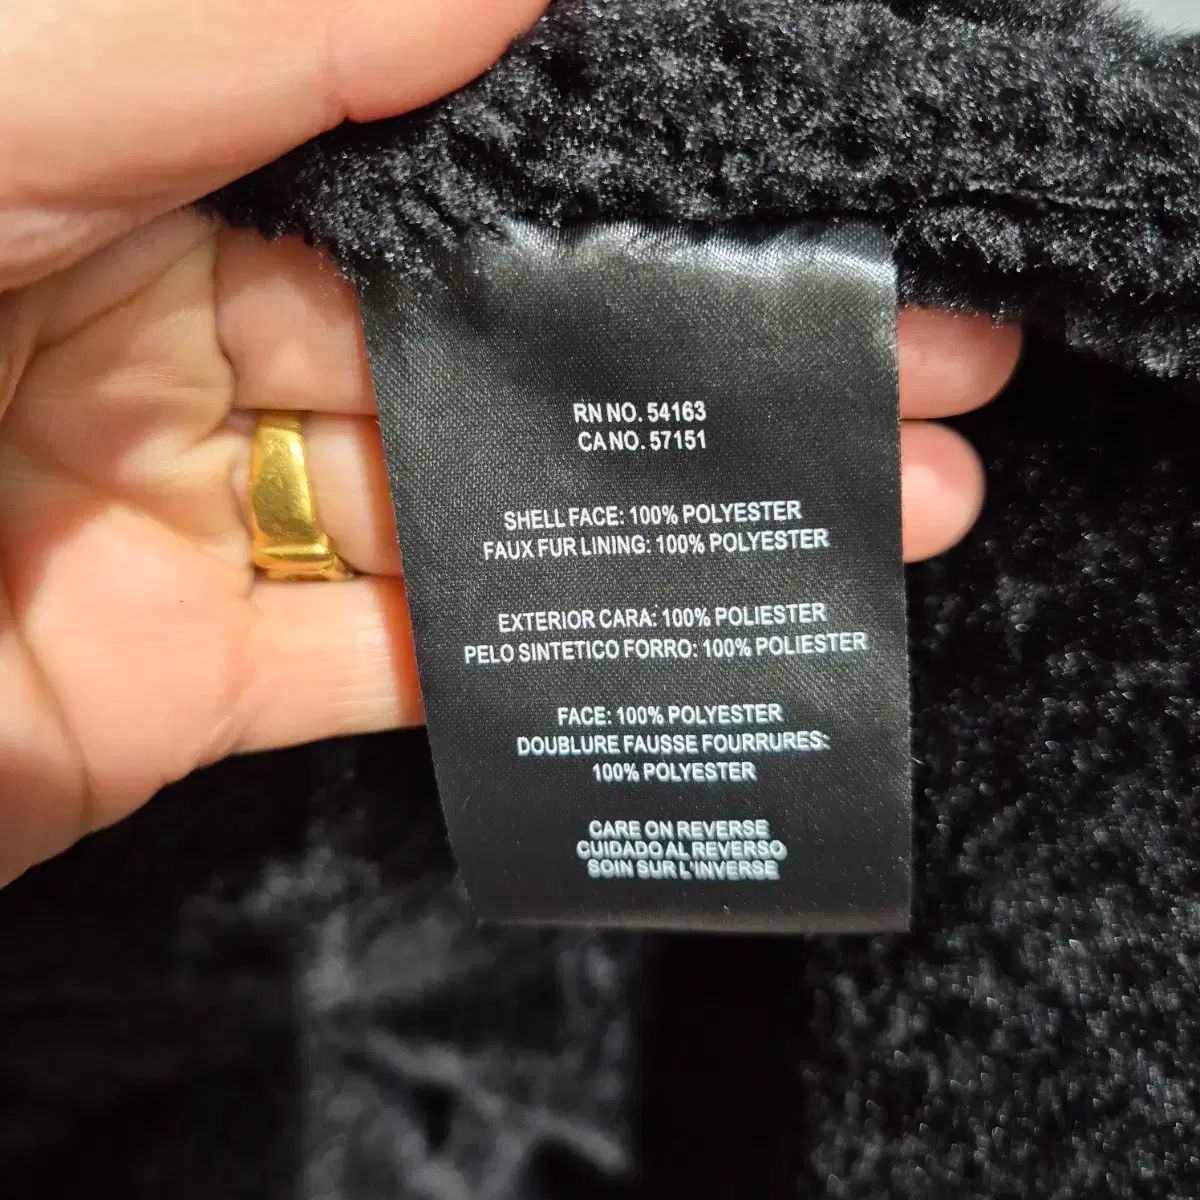 RN NO. 54163
CA NO. 57151
SHELL FACE: 100% POLYESTER
FAUX FUR LINING: 100% POLYESTER
EXTERIOR CARA: 100% POLIESTER
PELO SINTETICO FORRO: 100% POLIESTER
FACE: 100% POLYESTER
DOUBLURE FAUSSE FOURRURES:
100% POLYESTER
CARE ON REVERSE
CUIDADO AL REVERSO
SOIN SUR L'INVERSE